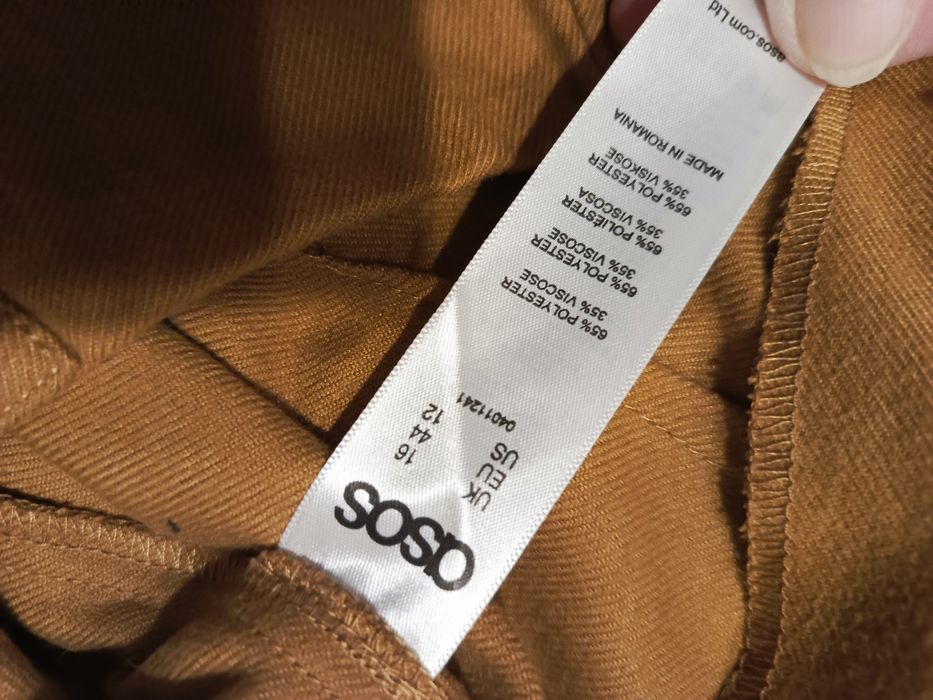 asos
UK 16
EU 44
US 12
04011241
65% POLYESTER
35% VISCOSE
65% POLYESTER
35% VISCOSE
65% POLIÉSTER
35% VISCOSA
65% POLYESTER
35% VISKOSE
MADE IN ROMANIA
asos.com Ltd